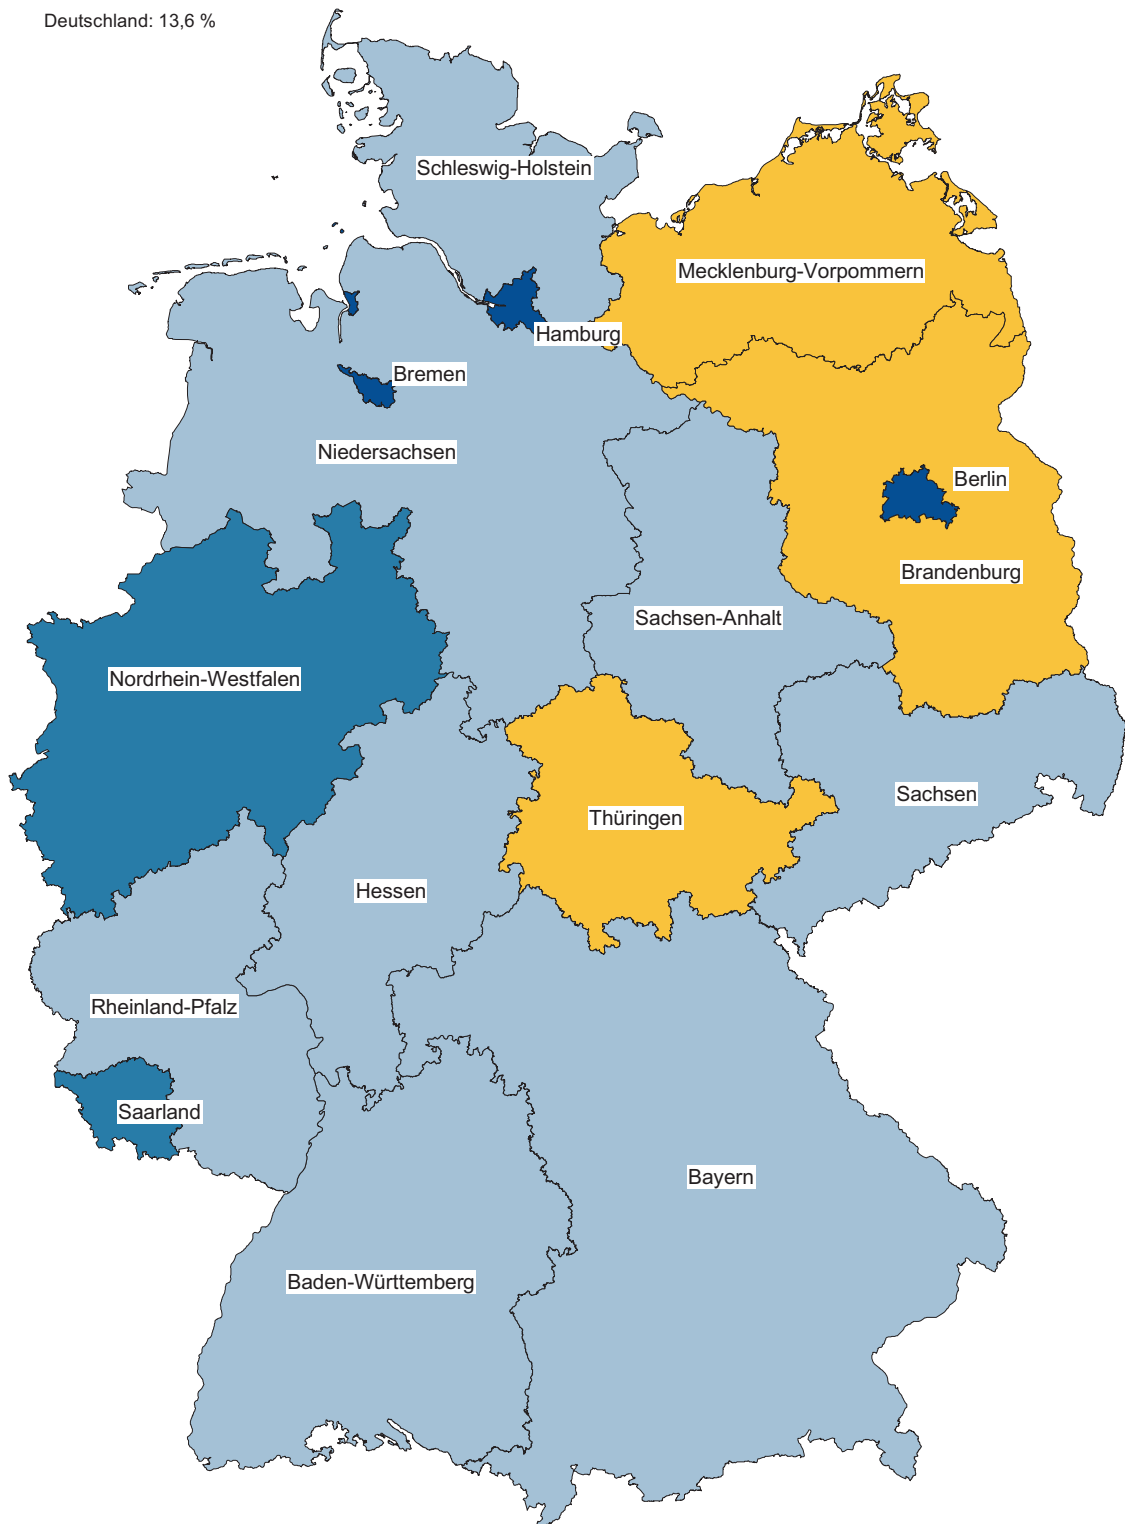 Deutschland: 13,6 %
Schleswig-Holstein
Mecklenburg-Vorpommern
Hamburg
Bremen
Niedersachsen
Berlin
Brandenburg
Sachsen-Anhalt
Nordrhein-Westfalen
Sachsen
Thüringen
Hessen
Rheinland-Pfalz
Saarland
Bayern
Baden-Württemberg